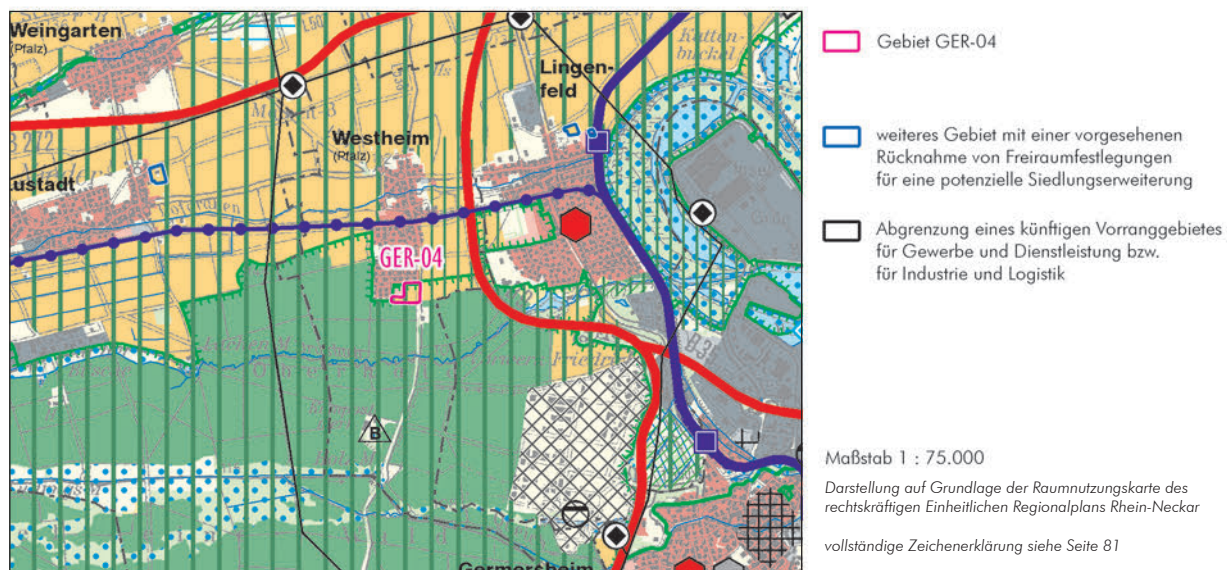 Weingarten
(Pfalz)
Lingen-
feld
Westheim
(Pfalz)
ustadt
GER-04
B
Germersheim
Gebiet GER-04
weiteres Gebiet mit einer vorgesehenen
Rücknahme von Freiraumfestlegungen
für eine potenzielle Siedlungserweiterung
Abgrenzung eines künftigen Vorranggebietes
für Gewerbe und Dienstleistung bzw.
für Industrie und Logistik
Maßstab 1 : 75.000
Darstellung auf Grundlage der Raumnutzungskarte des
rechtskräftigen Einheitlichen Regionalplans Rhein-Neckar
vollständige Zeichenerklärung siehe Seite 81